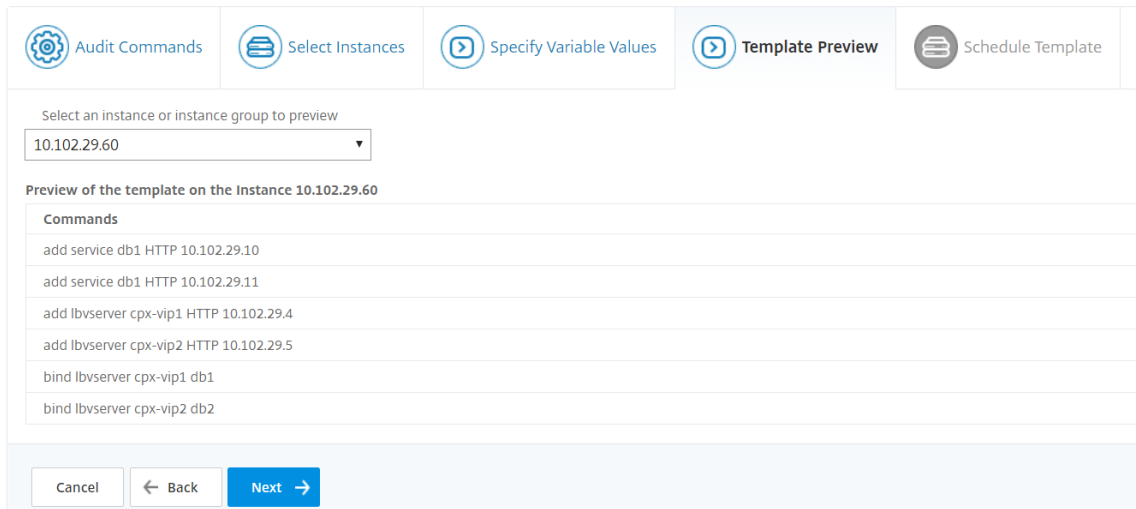 Audit Commands Select Instances Specify Variable Values Template Preview Schedule Template
Select an instance or instance group to preview
10.102.29.60
Preview of the template on the Instance 10.102.29.60
Commands
add service db1 HTTP 10.102.29.10
add service db1 HTTP 10.102.29.11
add lbvserver cpx-vip1 HTTP 10.102.29.4
add lbvserver cpx-vip2 HTTP 10.102.29.5
bind lbvserver cpx-vip1 db1
bind lbvserver cpx-vip2 db2
Cancel Back Next